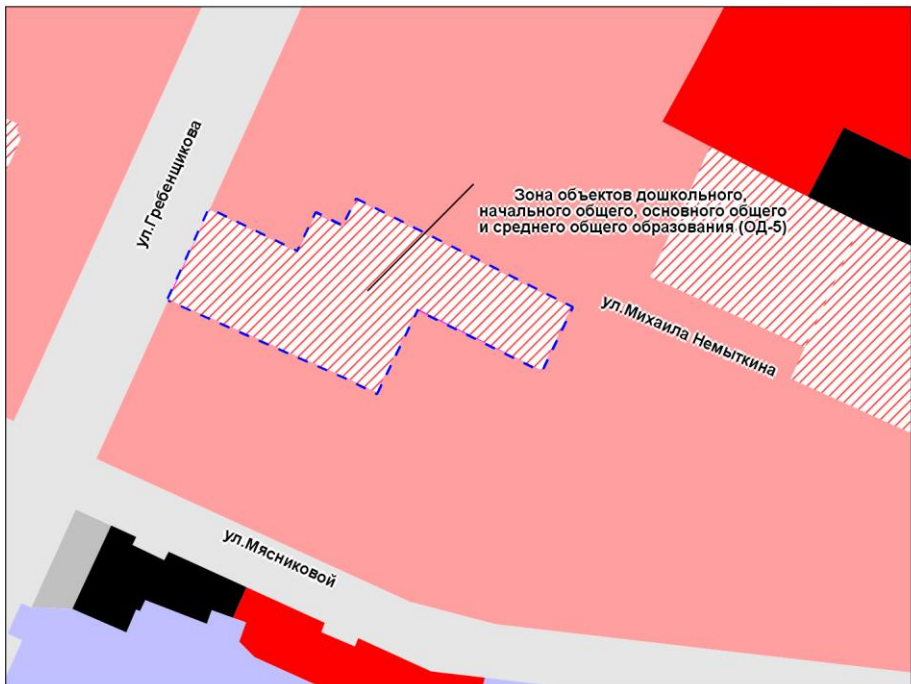 ул.Гребенщикова
Зона объектов дошкольного,
начального общего, основного общего
и среднего общего образования (ОД-5)
ул.Михаила Немыткина
ул.Мясниковой